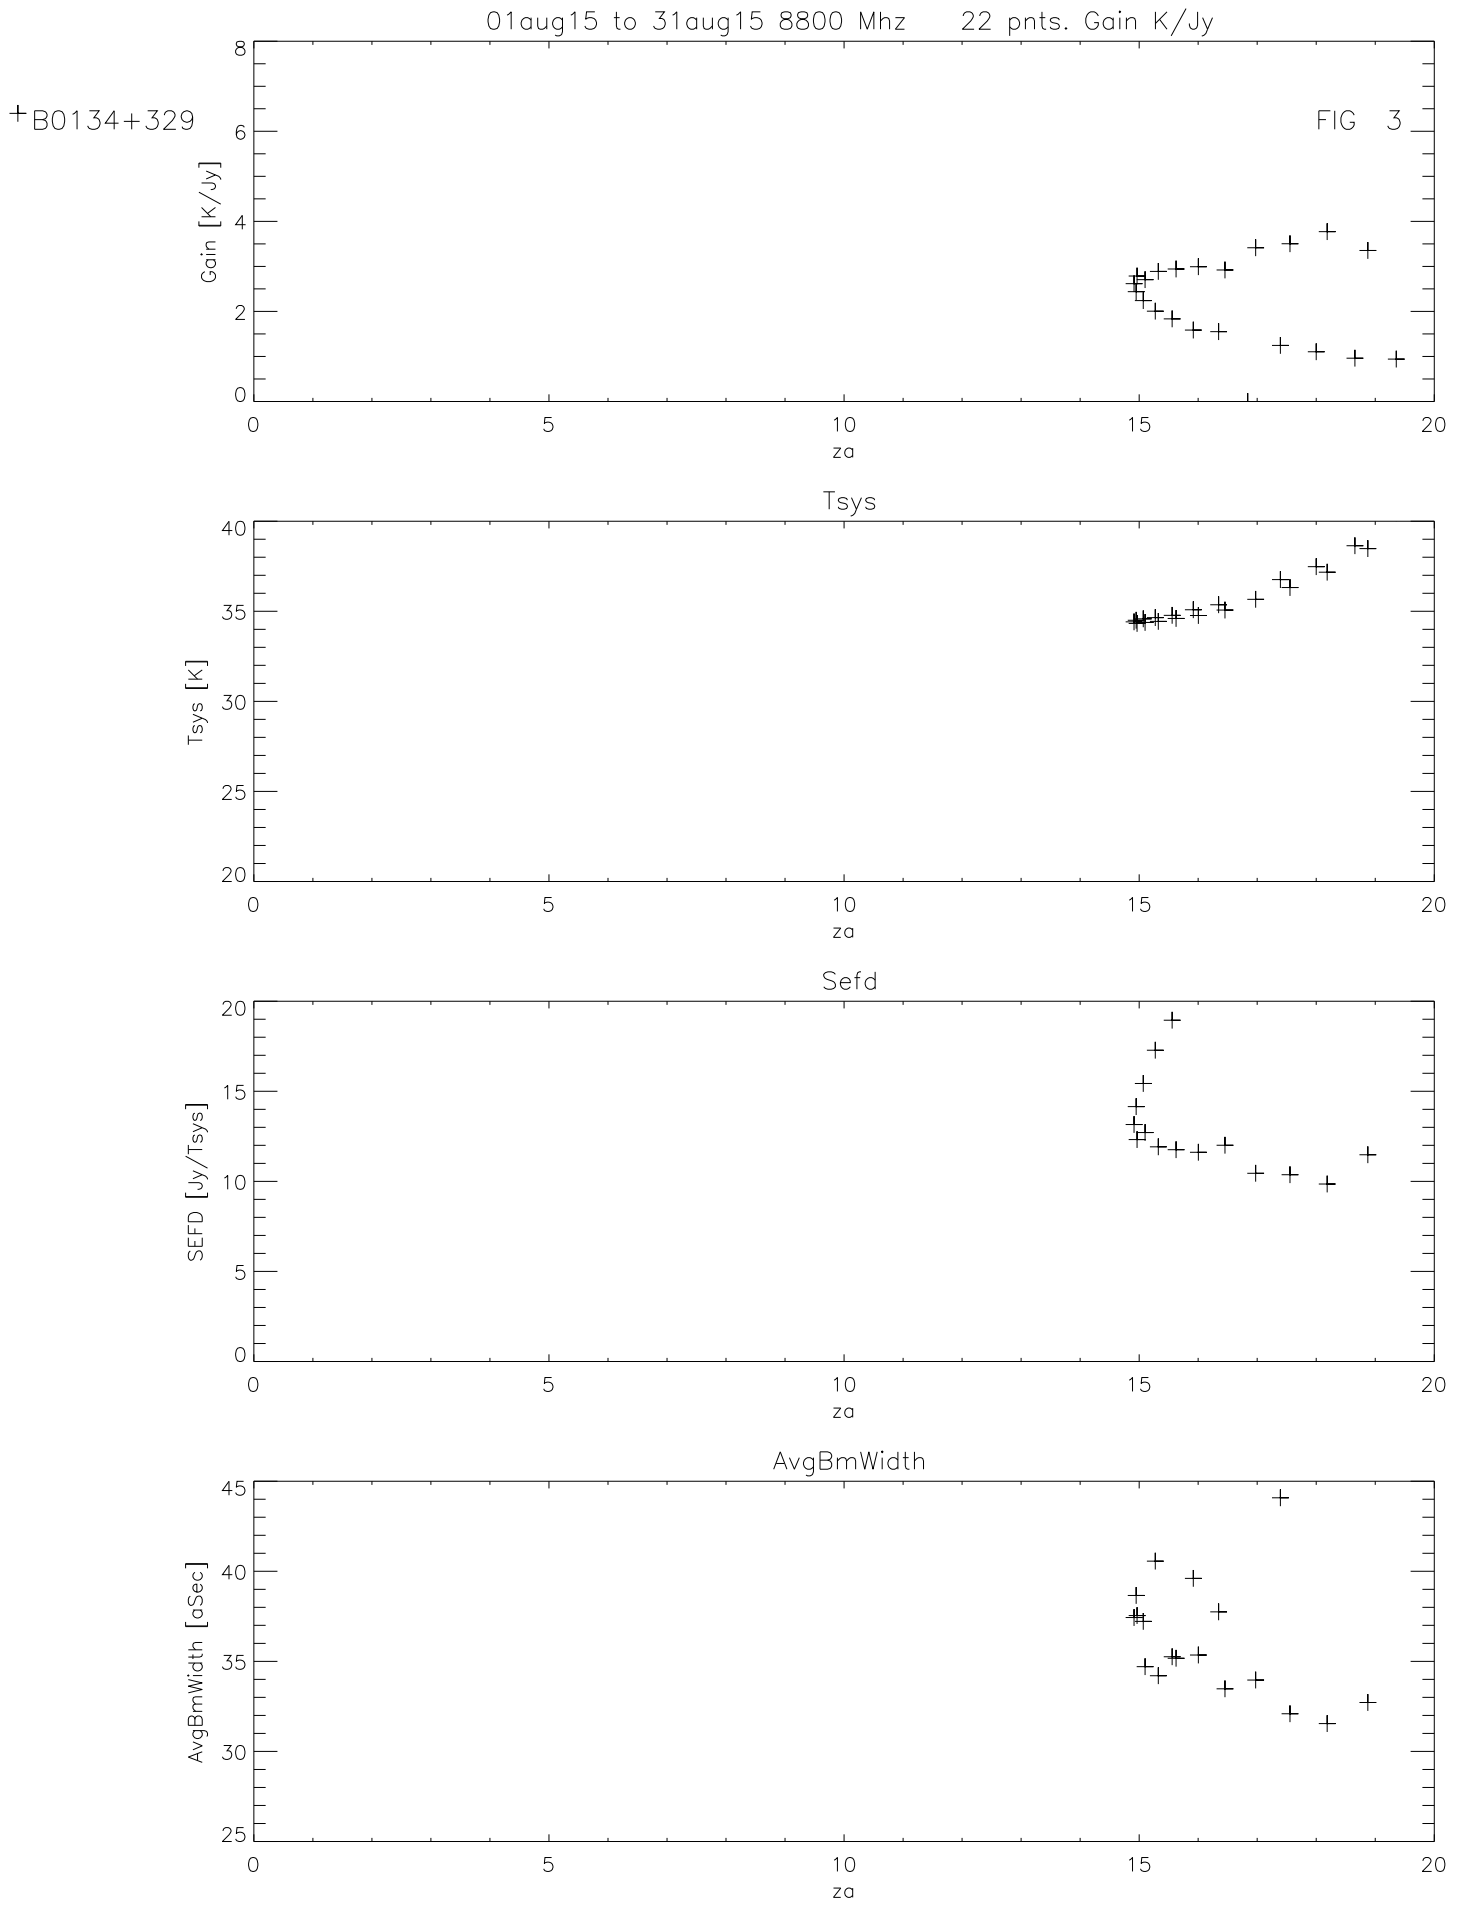 01aug15 to 31aug15 8800 Mhz 22 pnts. Gain K/Jy
+ B0134+329
FIG 3
Gain [K/Jy]
8
6
4
2
0
0 5 10 15 20
za
Tsys
Tsys [K]
40
35
30
25
20
0 5 10 15 20
za
Sefd
SEFD [Jy/Tsys]
20
15
10
5
0
0 5 10 15 20
za
AvgBmWidth
AvgBmWidth [aSec]
45
40
35
30
25
0 5 10 15 20
za